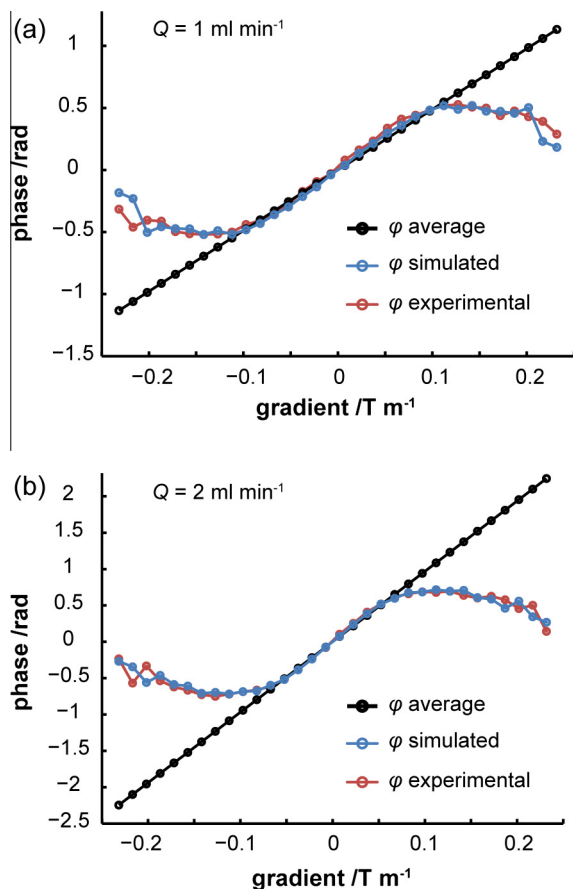 (a)
Q = 1 ml min-1
1
0.5
0
−0.5
−1
−1.5
phase /rad
φ average
φ simulated
φ experimental
−0.2 −0.1 0 0.1 0.2
gradient /T m-1
(b)
Q = 2 ml min-1
2
1.5
1
0.5
0
-0.5
-1
-1.5
-2
-2.5
phase /rad
φ average
φ simulated
φ experimental
−0.2 −0.1 0 0.1 0.2
gradient /T m-1